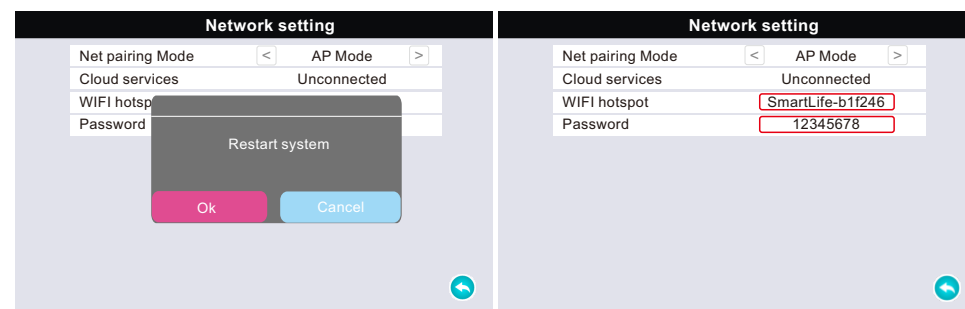 Network setting
Net pairing Mode < AP Mode >
Cloud services Unconnected
WIFI hotsp
Password
Restart system
Ok Cancel
Network setting
Net pairing Mode < AP Mode >
Cloud services Unconnected
WIFI hotspot SmartLife-b1f246
Password 12345678